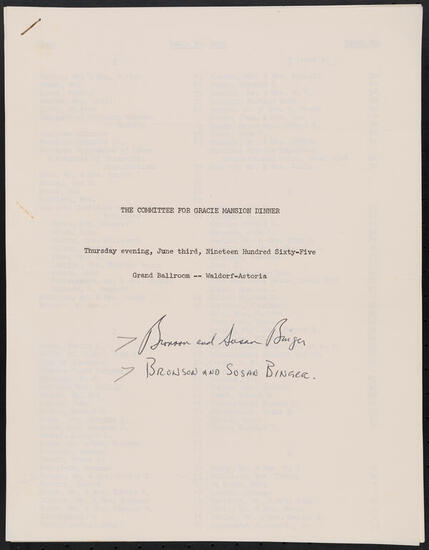 THE COMMITTEE FOR GRACIE MANSION DINNER
Thursday evening, June third, Nineteen Hundred Sixty-Five
Grand Ballroom -- Waldorf-Astoria
> Bronson and Susan Binger
> BRONSON AND SUSAN BINGER.